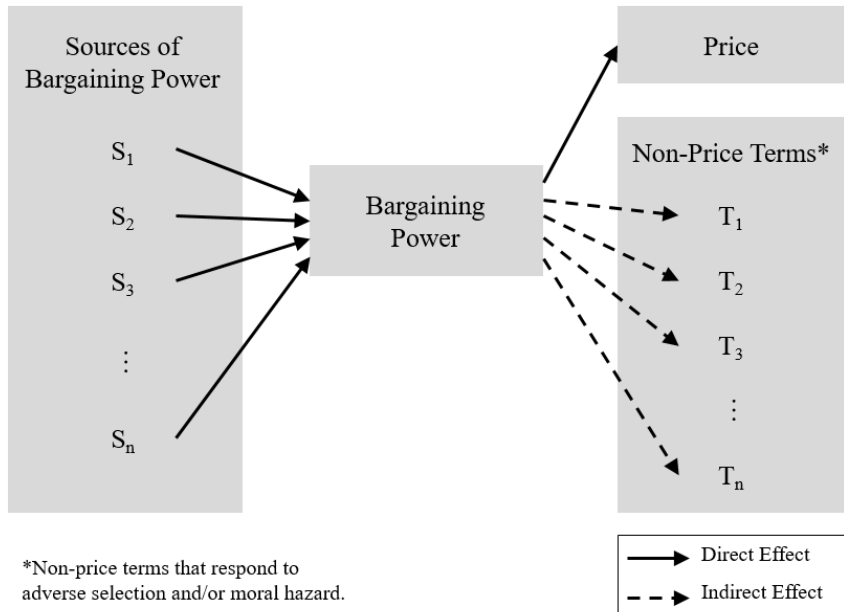 Sources of
Bargaining Power
S₁
S₂
S₃
⋮
Sₙ
Bargaining
Power
Price
Non-Price Terms*
T₁
T₂
T₃
⋮
Tₙ
*Non-price terms that respond to
adverse selection and/or moral hazard.
Direct Effect
Indirect Effect